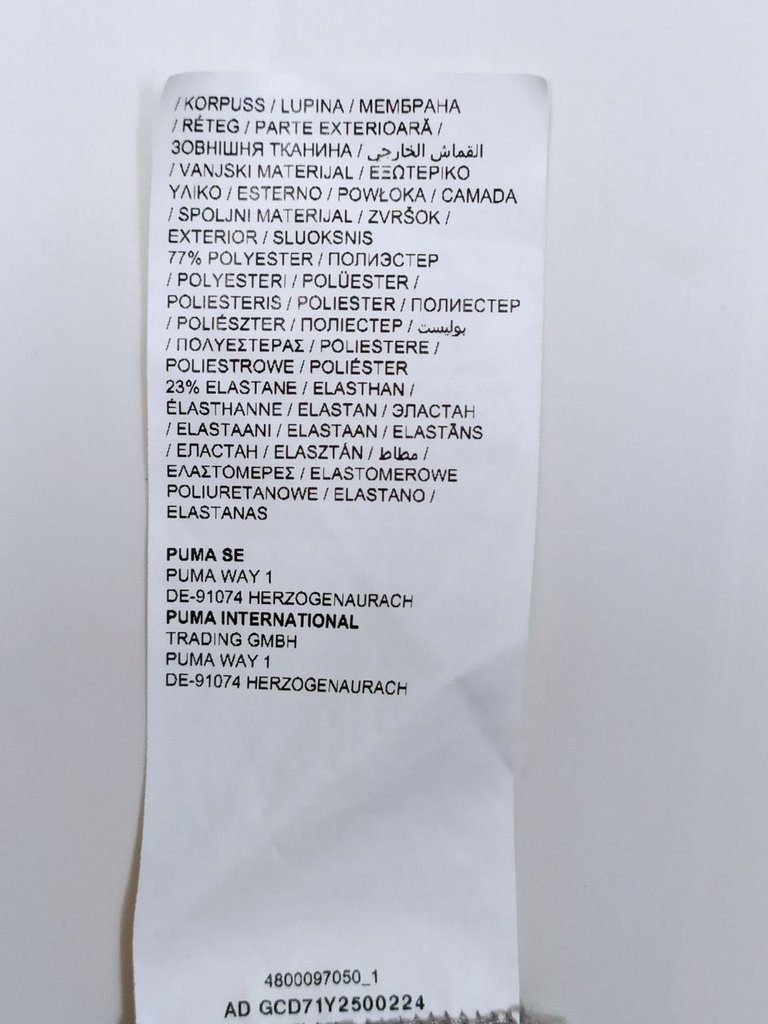 / KORPUSS / LUPINA / МЕМБРАНА
/ RÉTEG / PARTE EXTERIOARĂ /
ЗОВНІШНЯ ТКАНИНА / القماش الخارجي
/ VANJSKI MATERIJAL / ΕΞΩΤΕΡΙΚΟ
ΥΛΙΚΟ / ESTERNO / POWŁOKA / CAMADA
/ SPOLJNI MATERIJAL / ZVRŠOK /
EXTERIOR / SLUOKSNIS
77% POLYESTER / ПОЛИЭСТЕР
/ POLYESTERI / POLÜESTER /
POLIESTERIS / POLIESTER / ПОЛИЕСТЕР
/ POLIÉSZTER / ПОЛІЕСТЕР / بوليست
/ ΠΟΛΥΕΣΤΕΡΑΣ / POLIESTERE /
POLIESTROWE / POLIÉSTER
23% ELASTANE / ELASTHAN /
ÉLASTHANNE / ELASTAN / ЭЛАСТАН
/ ELASTAANI / ELASTAAN / ELASTĀNS
/ ЕЛАСТАН / ELASZTÁN / مطاط /
ΕΛΑΣΤΟΜΕΡΕΣ / ELASTOMEROWE
POLIURETANOWE / ELASTANO /
ELASTANAS
PUMA SE
PUMA WAY 1
DE-91074 HERZOGENAURACH
PUMA INTERNATIONAL
TRADING GMBH
PUMA WAY 1
DE-91074 HERZOGENAURACH
4800097050_1
AD GCD71Y2500224